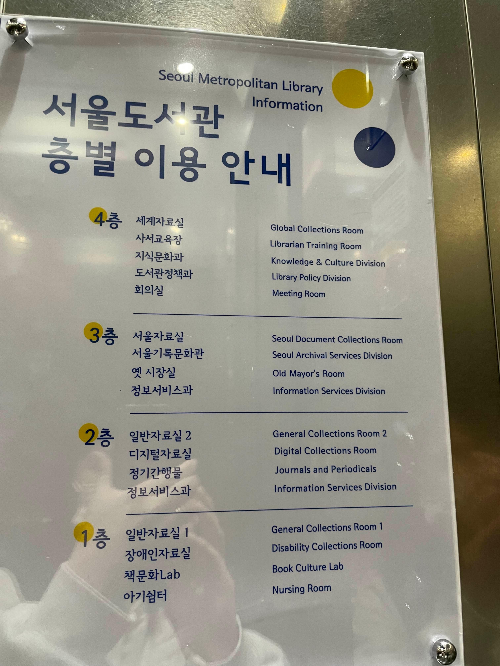 Seoul Metropolitan Library
Information
서울도서관
층별 이용 안내
4층
세계자료실 Global Collections Room
사서교육장 Librarian Training Room
지식문화과 Knowledge & Culture Division
도서관정책과 Library Policy Division
회의실 Meeting Room
3층
서울자료실 Seoul Document Collections Room
서울기록문화관 Seoul Archival Services Division
옛 시장실 Old Mayor's Room
정보서비스과 Information Services Division
2층
일반자료실 2 General Collections Room 2
디지털자료실 Digital Collections Room
정기간행물 Journals and Periodicals
정보서비스과 Information Services Division
1층
일반자료실 1 General Collections Room 1
장애인자료실 Disability Collections Room
책문화Lab Book Culture Lab
아기쉼터 Nursing Room